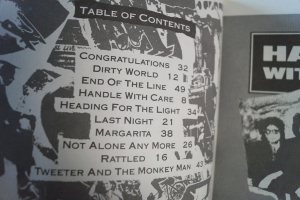 Table of Contents
Congratulations 32
Dirty World 12
End Of The Line 49
Handle With Care 8
Heading For The Light 34
Last Night 21
Margarita 38
Not Alone Any More 26
Rattled 16
Tweeter And The Monkey Man 43
HA
WIT